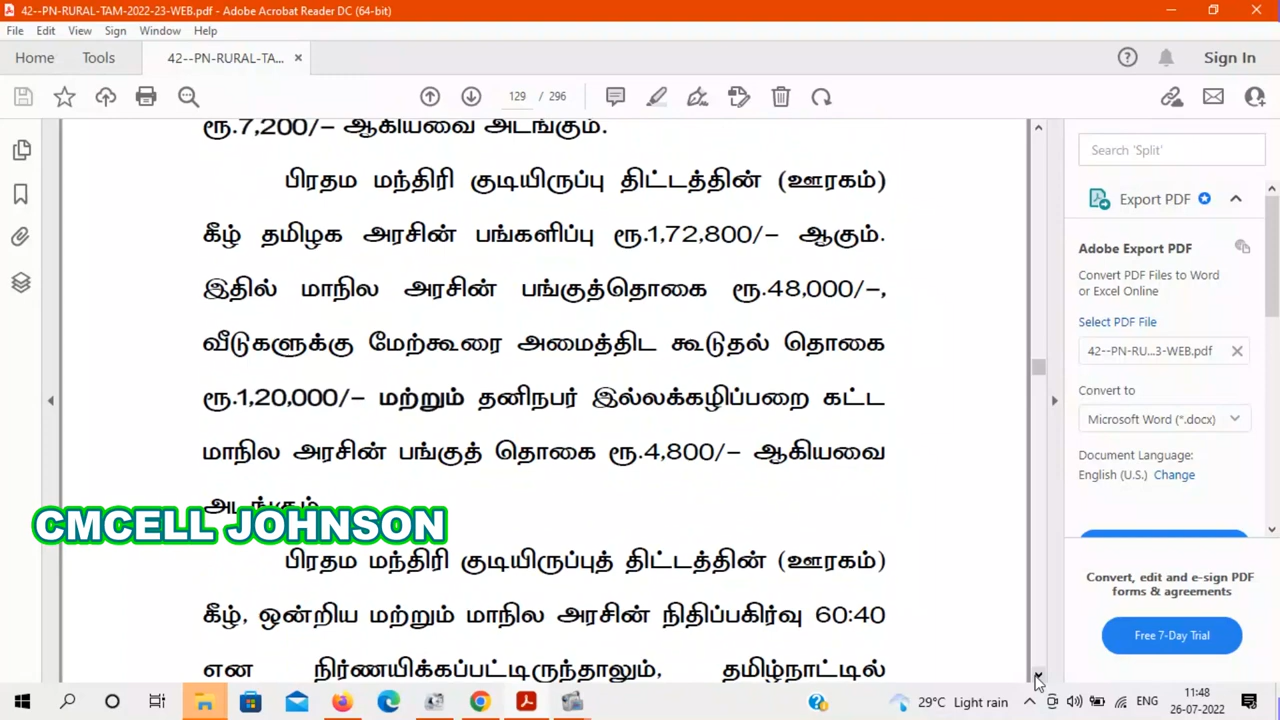 42--PN-RURAL-TAM-2022-23-WEB.pdf - Adobe Acrobat Reader DC (64-bit)
File Edit View Sign Window Help
Home Tools 42--PN-RURAL-TA... × Sign In
129 / 296
ரூ.7,200/– ஆகியவை அடங்கும்.
பிரதம மந்திரி குடியிருப்பு திட்டத்தின் (ஊரகம்)
கீழ் தமிழக அரசின் பங்களிப்பு ரூ.1,72,800/– ஆகும்.
இதில் மாநில அரசின் பங்குத்தொகை ரூ.48,000/–,
வீடுகளுக்கு மேற்கூரை அமைத்திட கூடுதல் தொகை
ரூ.1,20,000/– மற்றும் தனிநபர் இல்லக்கழிப்பறை கட்ட
மாநில அரசின் பங்குத் தொகை ரூ.4,800/– ஆகியவை
அடங்கும்.
CMCELL JOHNSON
பிரதம மந்திரி குடியிருப்புத் திட்டத்தின் (ஊரகம்)
கீழ், ஒன்றிய மற்றும் மாநில அரசின் நிதிப்பகிர்வு 60:40
என நிர்ணயிக்கப்பட்டிருந்தாலும், தமிழ்நாட்டில்
Search 'Split'
Export PDF
Adobe Export PDF
Convert PDF Files to Word
or Excel Online
Select PDF File
42--PN-RU...3-WEB.pdf
Convert to
Microsoft Word (*.docx)
Document Language:
English (U.S.) Change
Convert, edit and e-sign PDF
forms & agreements
Free 7-Day Trial
29°C Light rain ENG 11:48
26-07-2022